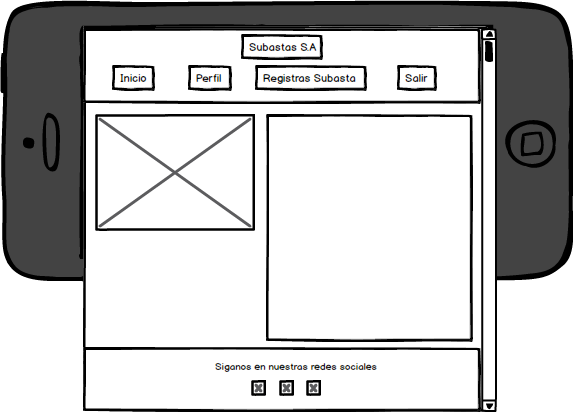 Subastas S.A
Inicio
Perfil
Registras Subasta
Salir
Siganos en nuestras redes sociales